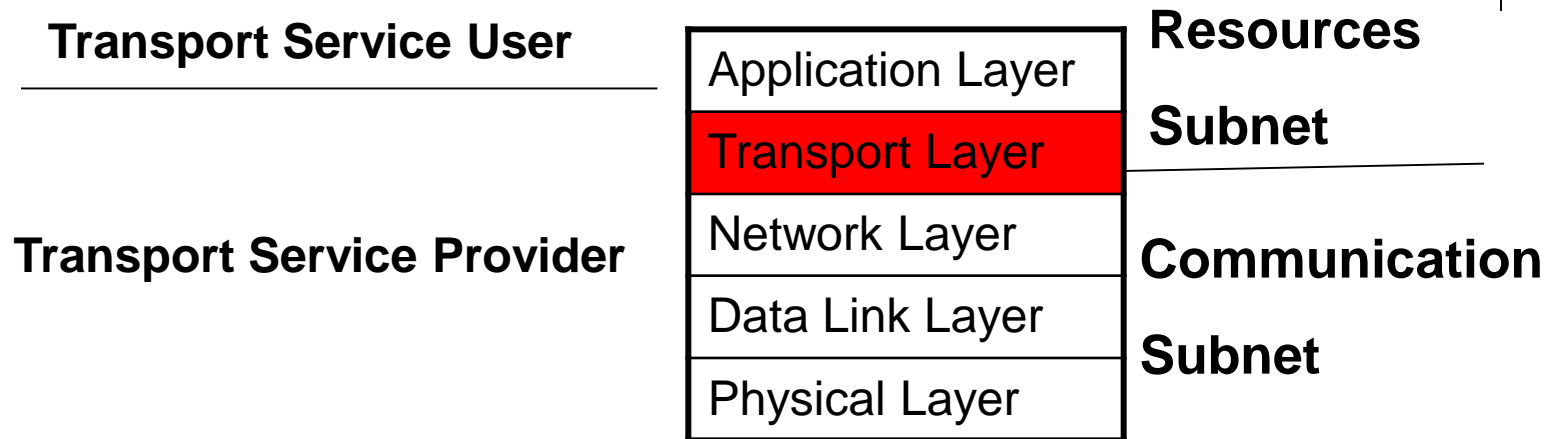 Transport Service User
Transport Service Provider
Application Layer
Transport Layer
Network Layer
Data Link Layer
Physical Layer
Resources
Subnet
Communication
Subnet